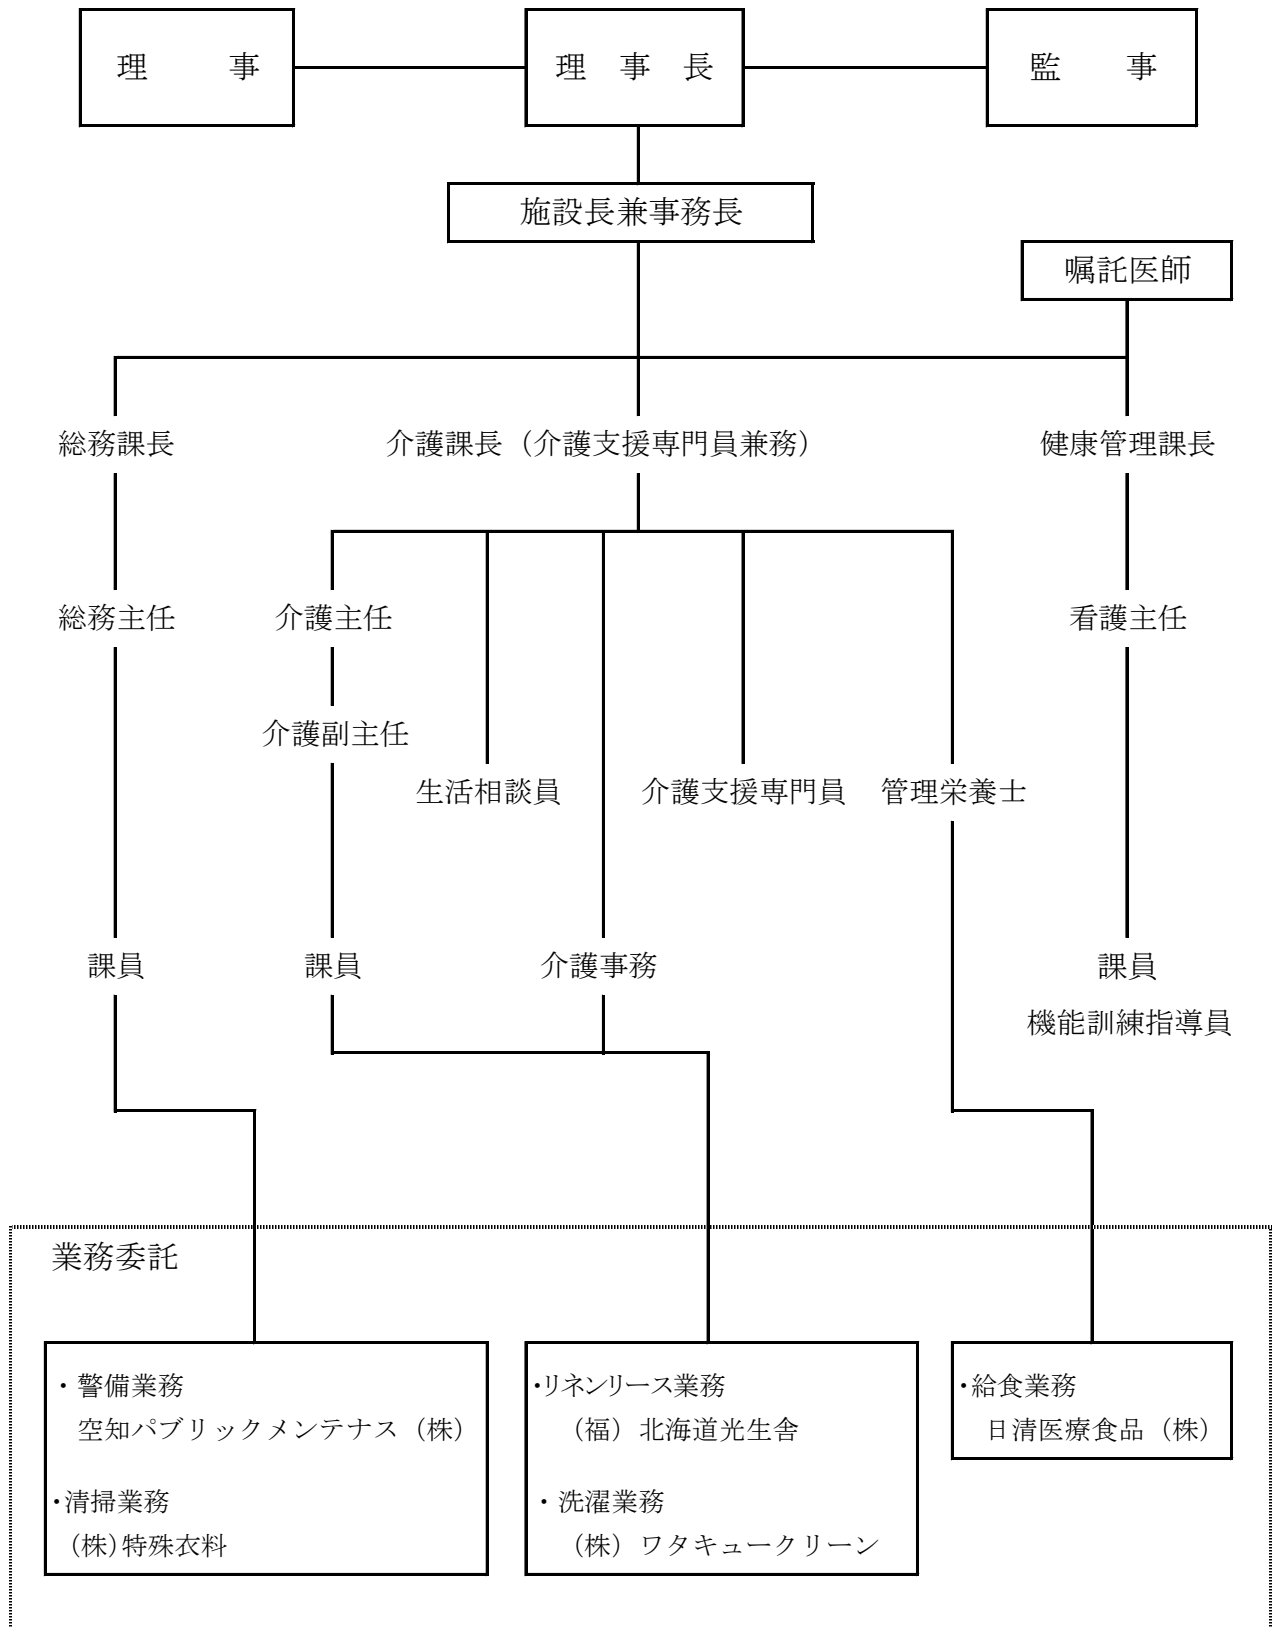 理事
理事長
監事
施設長兼事務長
嘱託医師
総務課長
介護課長（介護支援専門員兼務）
健康管理課長
総務主任
介護主任
看護主任
介護副主任
生活相談員
介護支援専門員
管理栄養士
課員
課員
介護事務
課員
機能訓練指導員
業務委託
・警備業務
空知パブリックメンテナス（株）
・清掃業務
（株）特殊衣料
・リネンリース業務
（福）北海道光生舎
・洗濯業務
（株）ワタキュークリーン
・給食業務
日清医療食品（株）